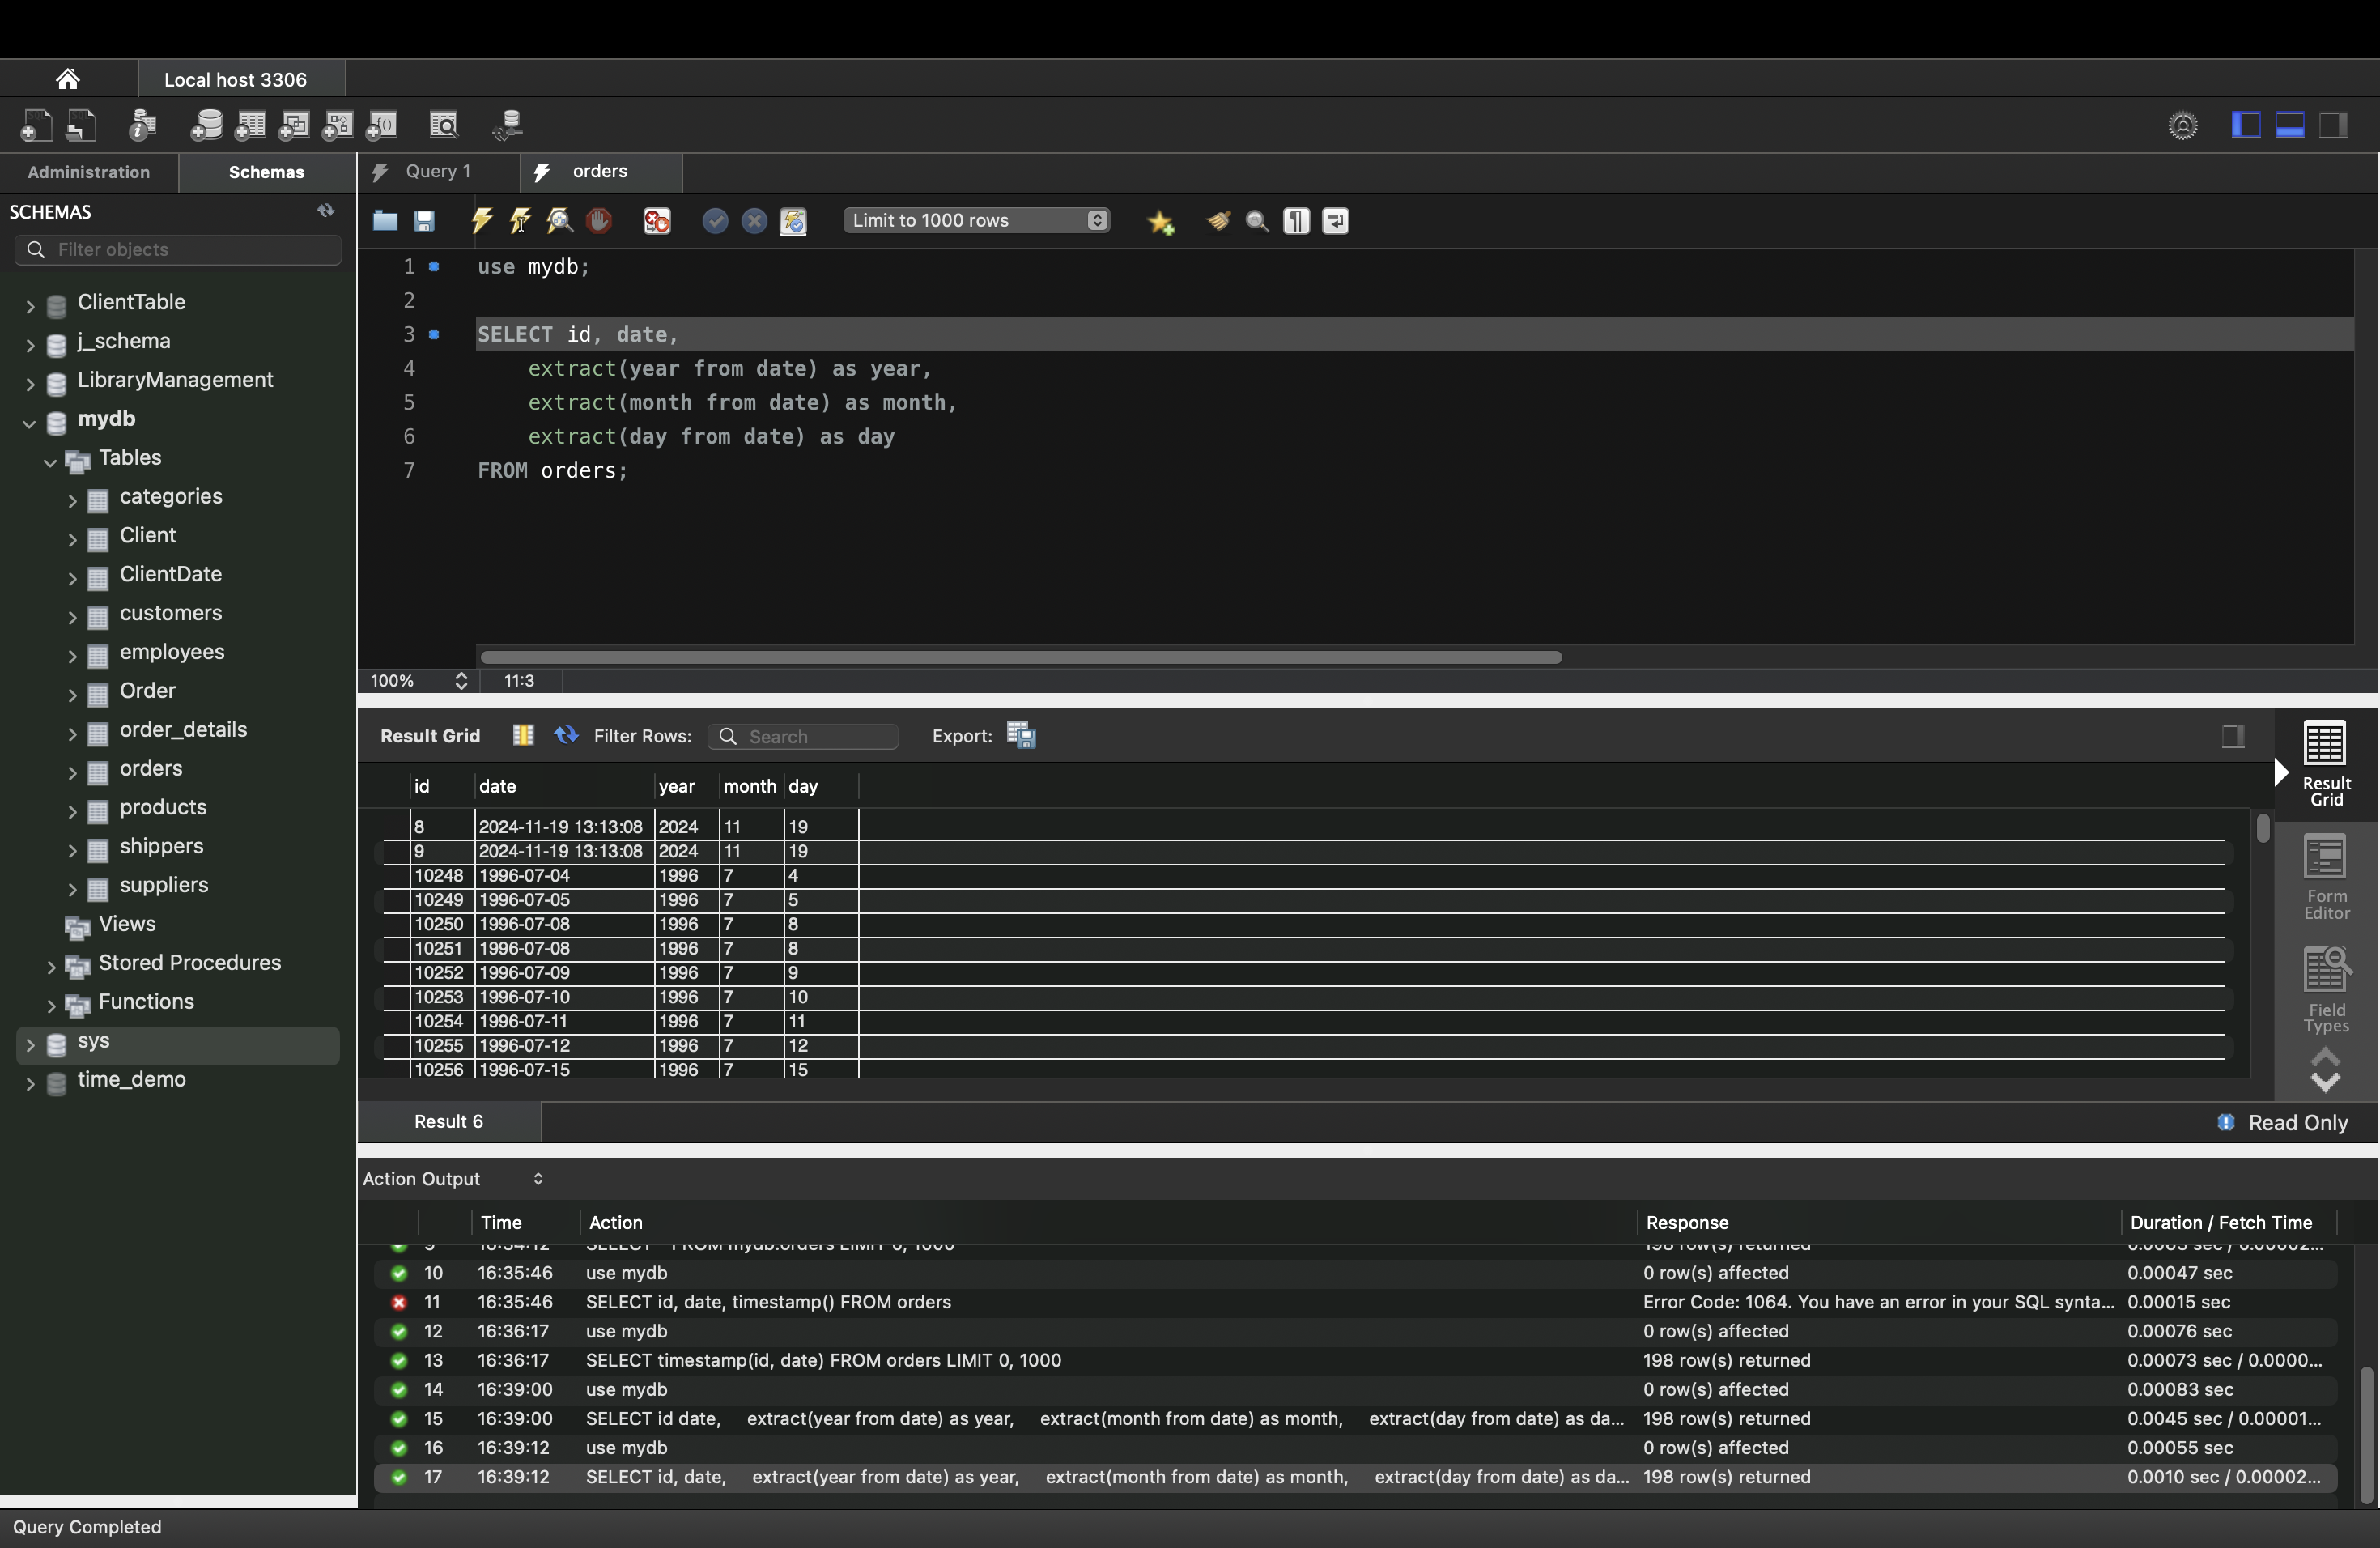 Local host 3306
Administration Schemas Query 1 orders
SCHEMAS
Filter objects
Limit to 1000 rows
ClientTable
j_schema
LibraryManagement
mydb
Tables
categories
Client
ClientDate
customers
employees
Order
order_details
orders
products
shippers
suppliers
Views
Stored Procedures
Functions
sys
time_demo
1 use mydb;
2
3 SELECT id, date,
4 extract(year from date) as year,
5 extract(month from date) as month,
6 extract(day from date) as day
7 FROM orders;
100% 11:3
Result Grid Filter Rows: Search Export:
id date year month day
8 2024-11-19 13:13:08 2024 11 19
9 2024-11-19 13:13:08 2024 11 19
10248 1996-07-04 1996 7 4
10249 1996-07-05 1996 7 5
10250 1996-07-08 1996 7 8
10251 1996-07-08 1996 7 8
10252 1996-07-09 1996 7 9
10253 1996-07-10 1996 7 10
10254 1996-07-11 1996 7 11
10255 1996-07-12 1996 7 12
10256 1996-07-15 1996 7 15
Result
Grid
Form
Editor
Field
Types
Result 6 Read Only
Action Output
Time Action Response Duration / Fetch Time
10 16:35:46 use mydb 0 row(s) affected 0.00047 sec
11 16:35:46 SELECT id, date, timestamp() FROM orders Error Code: 1064. You have an error in your SQL synta... 0.00015 sec
12 16:36:17 use mydb 0 row(s) affected 0.00076 sec
13 16:36:17 SELECT timestamp(id, date) FROM orders LIMIT 0, 1000 198 row(s) returned 0.00073 sec / 0.0000...
14 16:39:00 use mydb 0 row(s) affected 0.00083 sec
15 16:39:00 SELECT id date, extract(year from date) as year, extract(month from date) as month, extract(day from date) as da... 198 row(s) returned 0.0045 sec / 0.00001...
16 16:39:12 use mydb 0 row(s) affected 0.00055 sec
17 16:39:12 SELECT id, date, extract(year from date) as year, extract(month from date) as month, extract(day from date) as da... 198 row(s) returned 0.0010 sec / 0.00002...
Query Completed